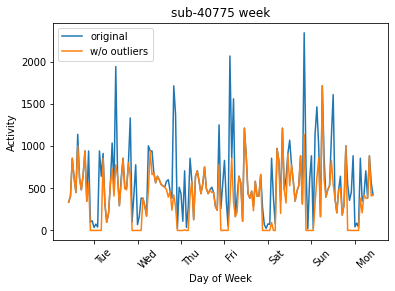 sub-40775 week
original
w/o outliers
Activity
2000
1500
1000
500
0
Tue
Wed
Thu
Fri
Sat
Sun
Mon
Day of Week